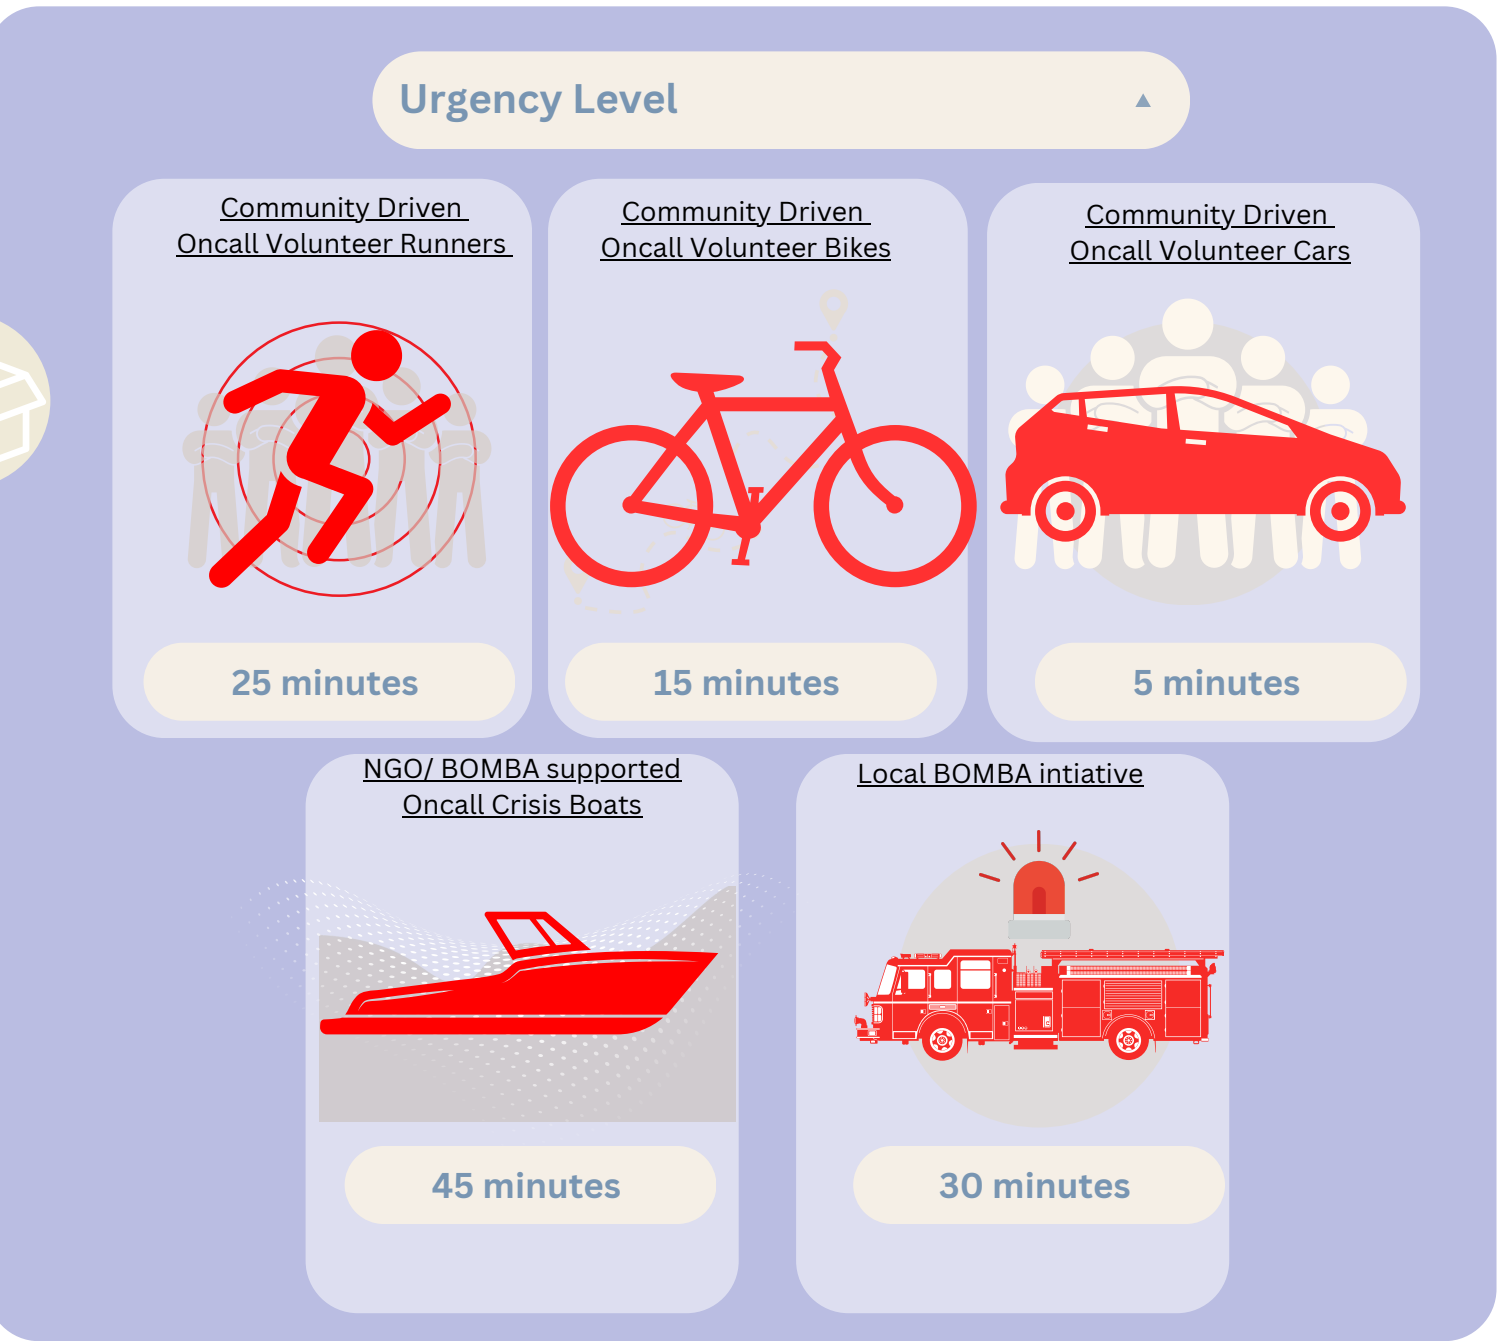 Urgency Level
Community Driven
Oncall Volunteer Runners
Community Driven
Oncall Volunteer Bikes
Community Driven
Oncall Volunteer Cars
25 minutes
15 minutes
5 minutes
NGO/ BOMBA supported
Oncall Crisis Boats
Local BOMBA intiative
45 minutes
30 minutes